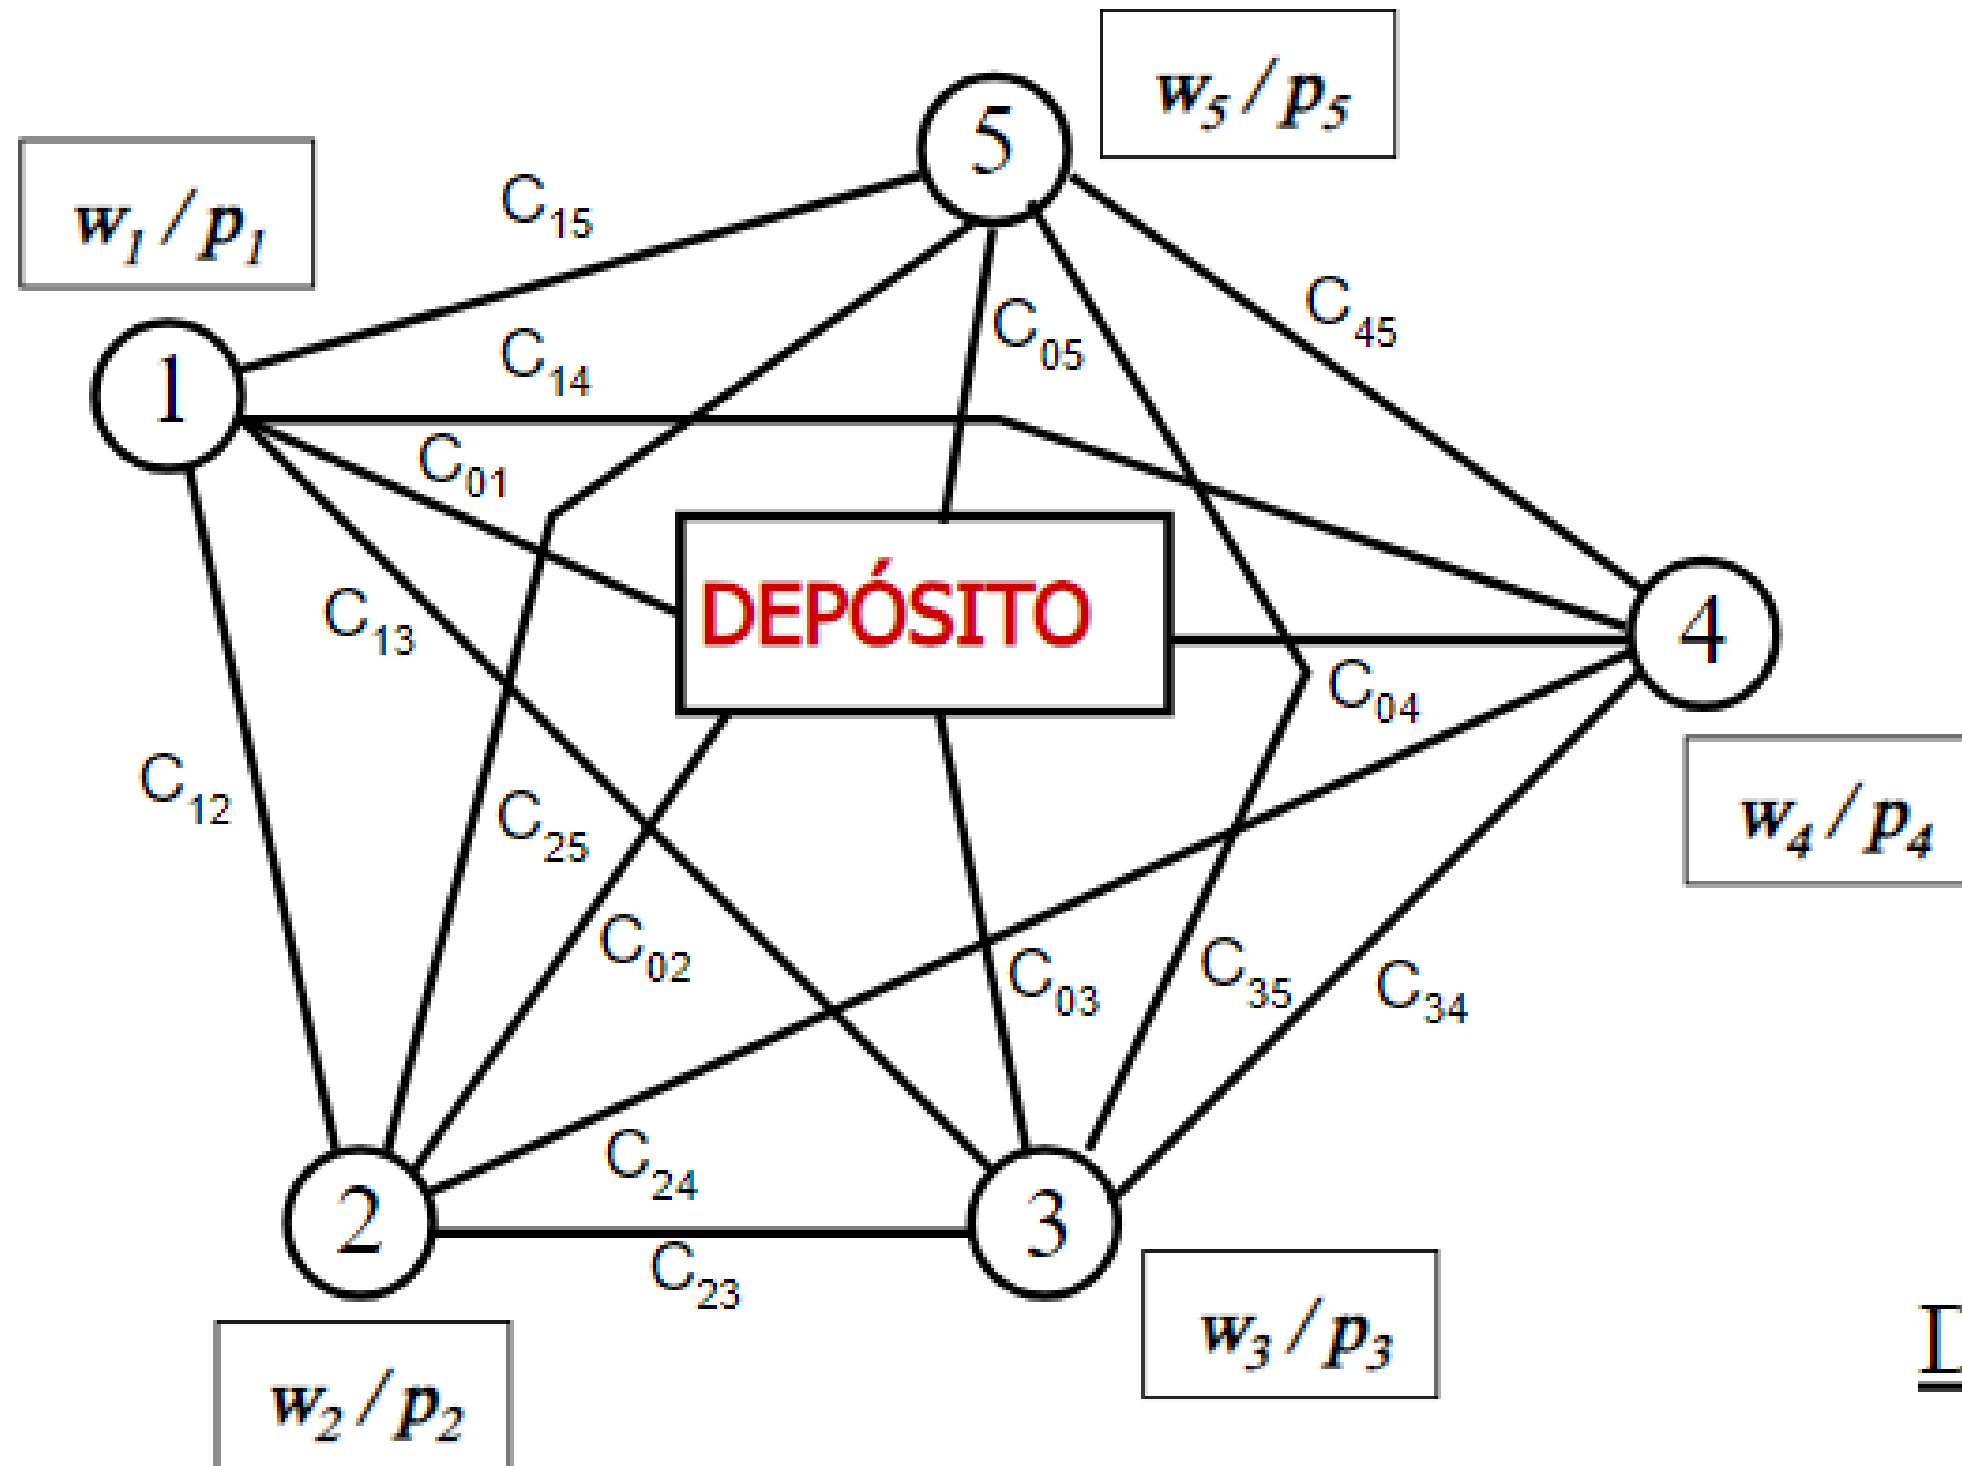 w₅ / p₅
5
w₁ / p₁
C₁₅
C₄₅
C₀₅
C₁₄
1
C₀₁
DEPÓSITO
C₁₃
4
C₀₄
C₁₂
C₂₅
w₄ / p₄
C₀₂
C₀₃
C₃₅
C₃₄
C₂₄
2
3
C₂₃
w₃ / p₃
w₂ / p₂